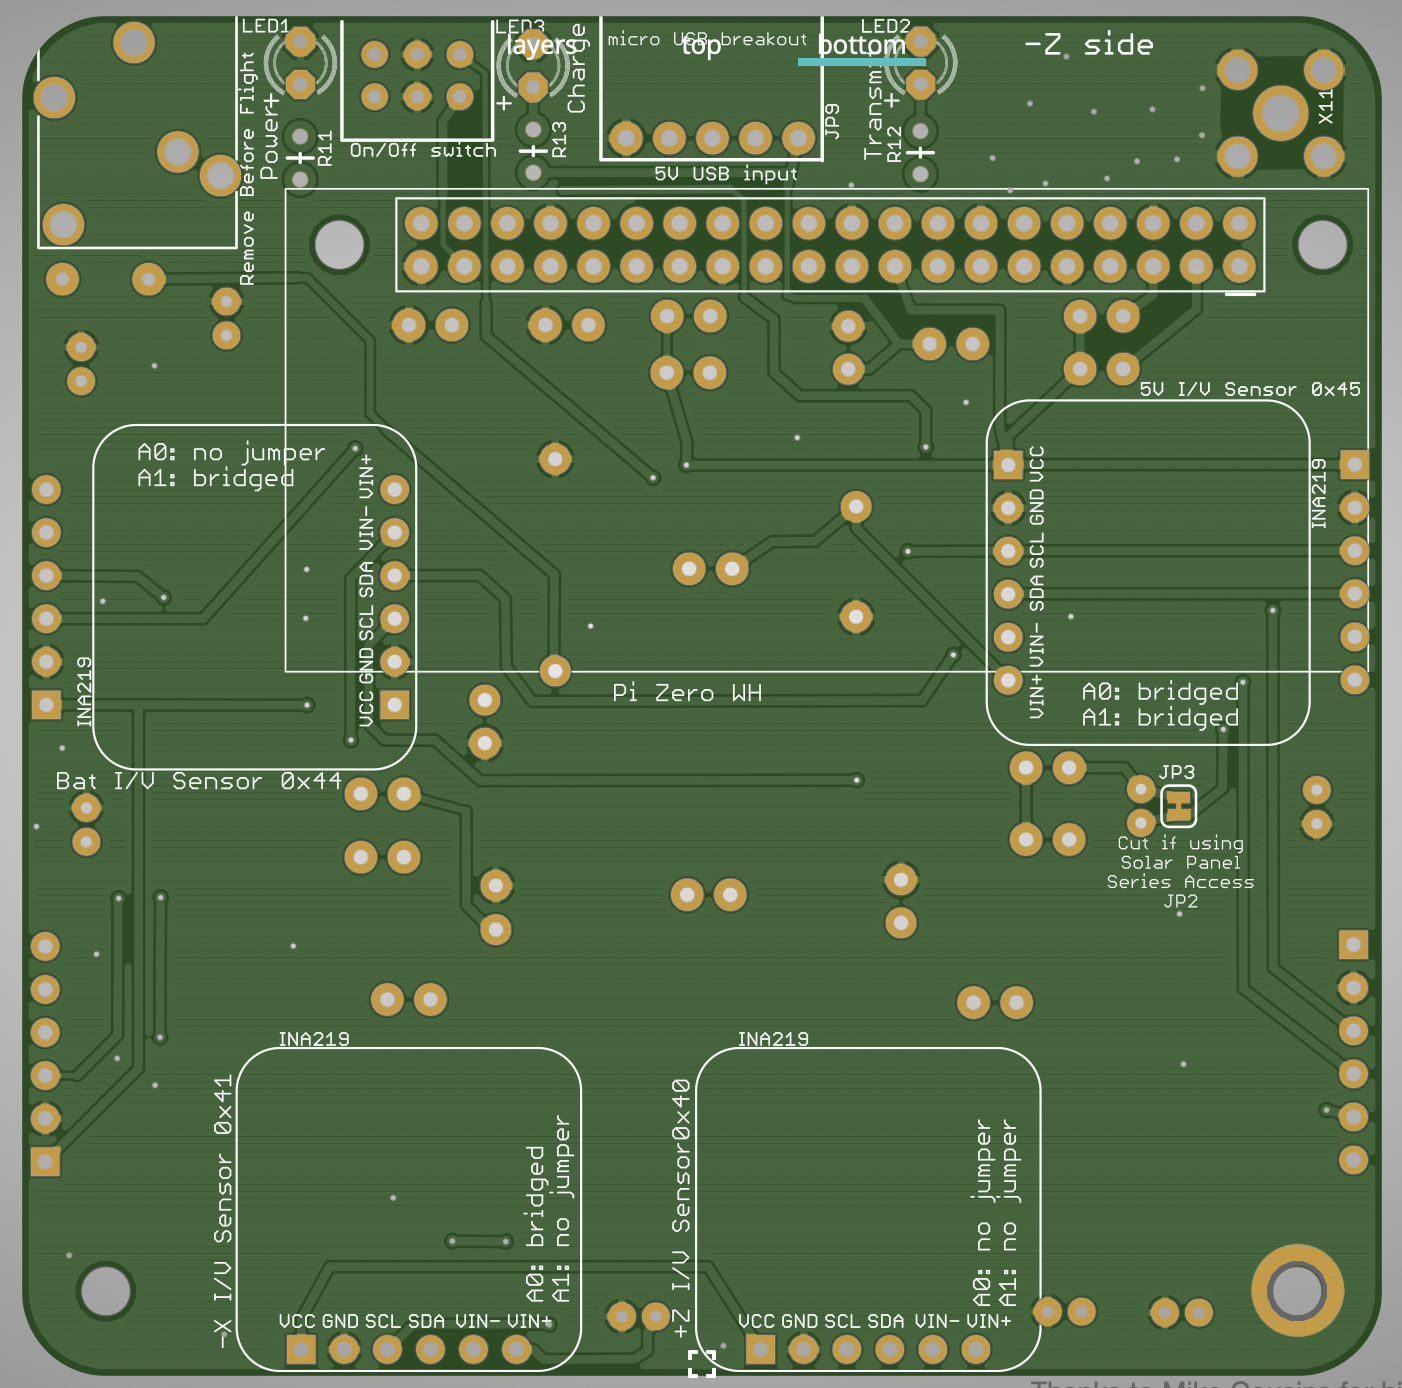 LED1
LED3
LED2
layers
top
bottom
micro USB breakout
-Z side
Remove Before Flight
Power
+
R11
On/Off switch
+
Charge
R13
JP9
5V USB input
+
R12
X11
5V I/V Sensor 0x45
A0: no jumper
A1: bridged
VIN+
VIN-
SDA
SCL
GND
VCC
INA219
Bat I/V Sensor 0x44
VCC
GND
SCL
SDA
VIN-
VIN+
INA219
A0: bridged
A1: bridged
Pi Zero WH
JP3
Cut if using
Solar Panel
Series Access
JP2
INA219
-X I/V Sensor 0x41
A0: bridged
A1: no jumper
VCC GND SCL SDA VIN- VIN+
INA219
+Z I/V Sensor0x40
A0: no jumper
A1: no jumper
VCC GND SCL SDA VIN- VIN+